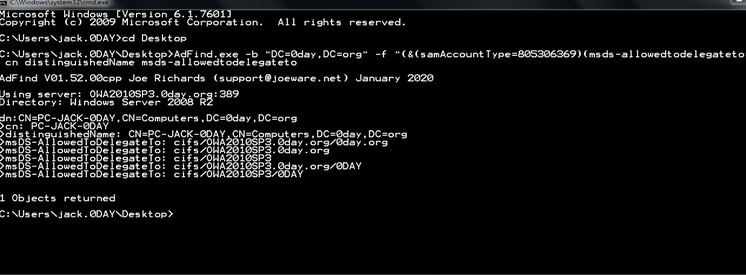 C:\Windows\system32\cmd.exe
Microsoft Windows [Version 6.1.7601]
Copyright (c) 2009 Microsoft Corporation.  All rights reserved.
C:\Users\jack.0DAY>cd Desktop
C:\Users\jack.0DAY\Desktop>AdFind.exe -b "DC=0day,DC=org" -f "(&(samAccountType=805306369)(msds-allowedtodelegateto
cn distinguishedName msds-allowedtodelegateto
AdFind V01.52.00cpp Joe Richards (support@joeware.net) January 2020
Using server: OWA2010SP3.0day.org:389
Directory: Windows Server 2008 R2
dn:CN=PC-JACK-0DAY,CN=Computers,DC=0day,DC=org
>cn: PC-JACK-0DAY
>distinguishedName: CN=PC-JACK-0DAY,CN=Computers,DC=0day,DC=org
>msDS-AllowedToDelegateTo: cifs/OWA2010SP3.0day.org/0day.org
>msDS-AllowedToDelegateTo: cifs/OWA2010SP3.0day.org
>msDS-AllowedToDelegateTo: cifs/OWA2010SP3
>msDS-AllowedToDelegateTo: cifs/OWA2010SP3.0day.org/0DAY
>msDS-AllowedToDelegateTo: cifs/OWA2010SP3/0DAY
1 Objects returned
C:\Users\jack.0DAY\Desktop>